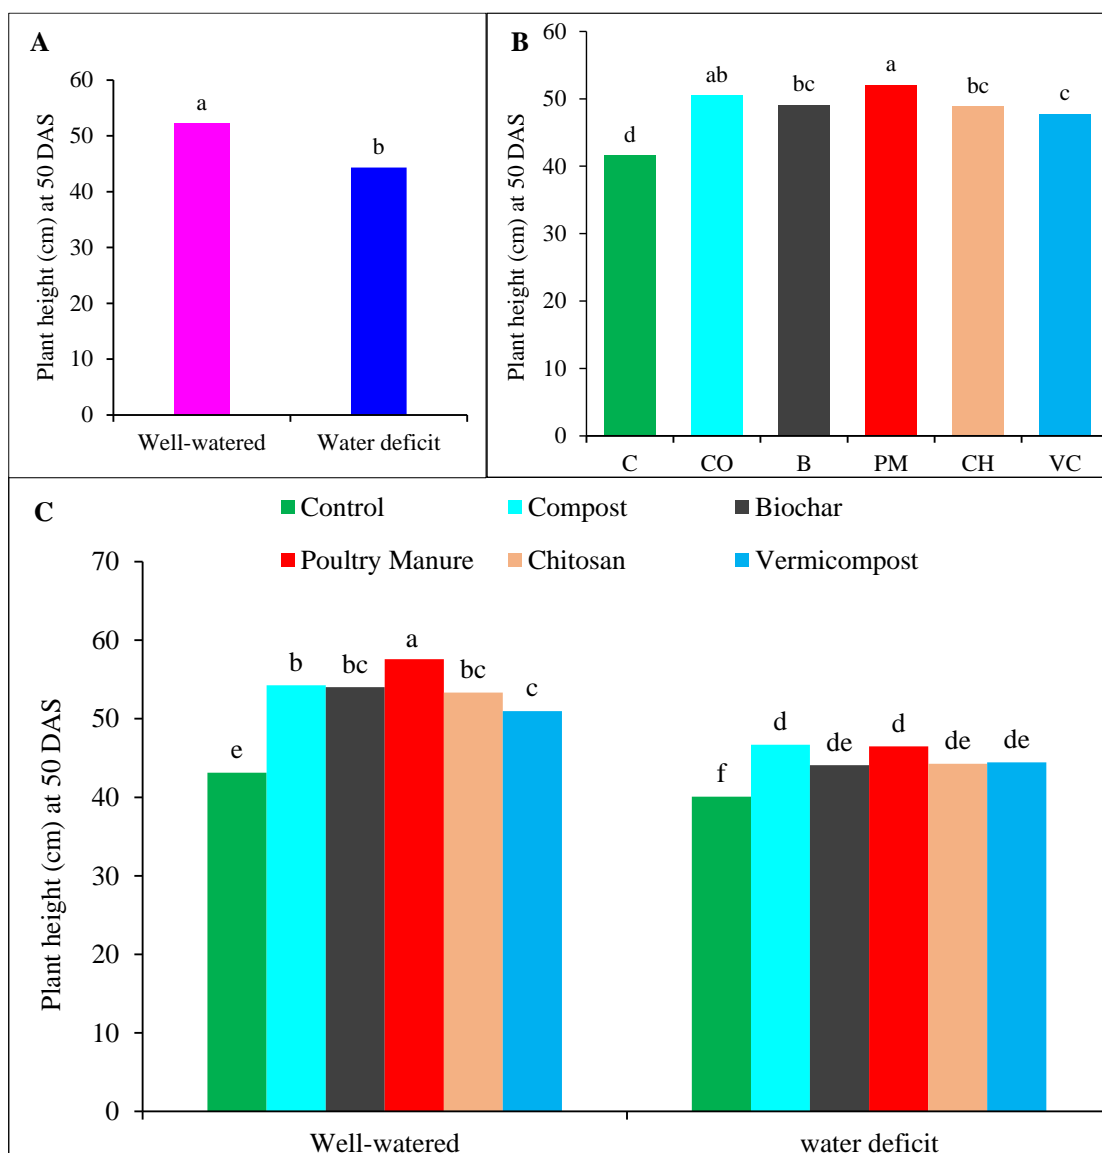 A
Plant height (cm) at 50 DAS
60
50
40
30
20
10
0
a
b
Well-watered
Water deficit
B
Plant height (cm) at 50 DAS
60
50
40
30
20
10
0
d
ab
bc
a
bc
c
C
CO
B
PM
CH
VC
C
Control
Compost
Biochar
Poultry Manure
Chitosan
Vermicompost
Plant height (cm) at 50 DAS
70
60
50
40
30
20
10
0
e
b
bc
a
bc
c
f
d
de
d
de
de
Well-watered
water deficit